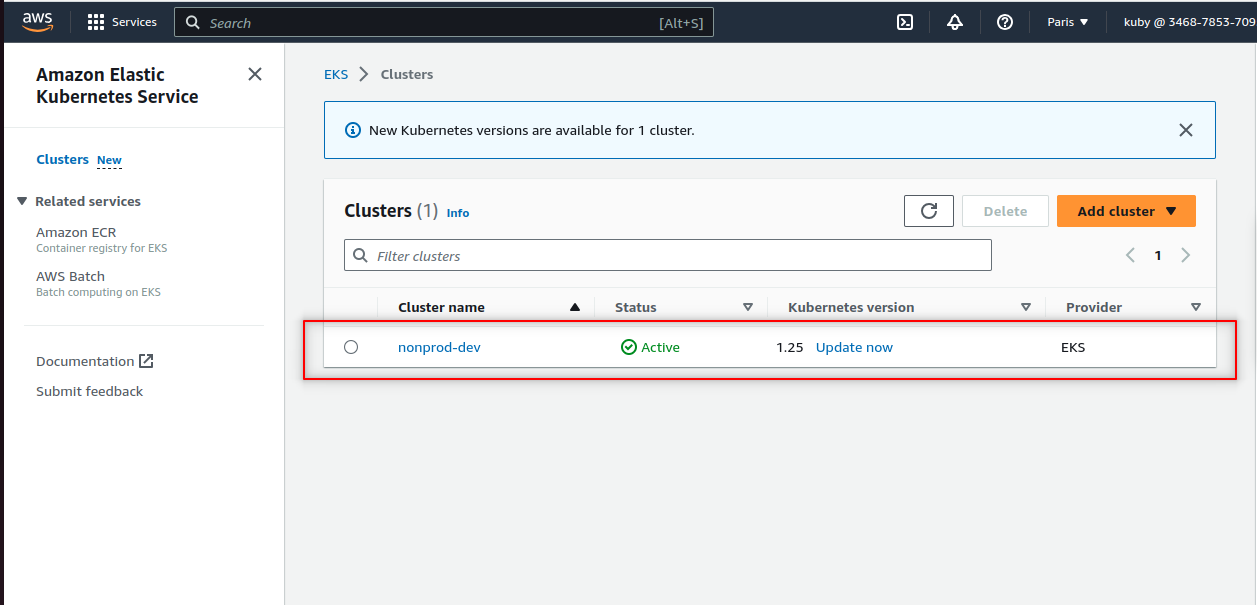 aws
Services
Search
[Alt+S]
Paris
kuby @ 3468-7853-709
Amazon Elastic
Kubernetes Service
Clusters New
Related services
Amazon ECR
Container registry for EKS
AWS Batch
Batch computing on EKS
Documentation
Submit feedback
EKS > Clusters
New Kubernetes versions are available for 1 cluster.
Clusters (1) Info
Delete
Add cluster
Filter clusters
1
Cluster name Status Kubernetes version Provider
nonprod-dev Active 1.25 Update now EKS